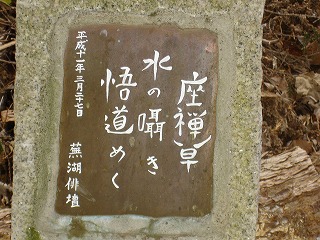 座禅草
水の囁き
悟道めく
平成十一年三月二十七日
蕪湖俳壇